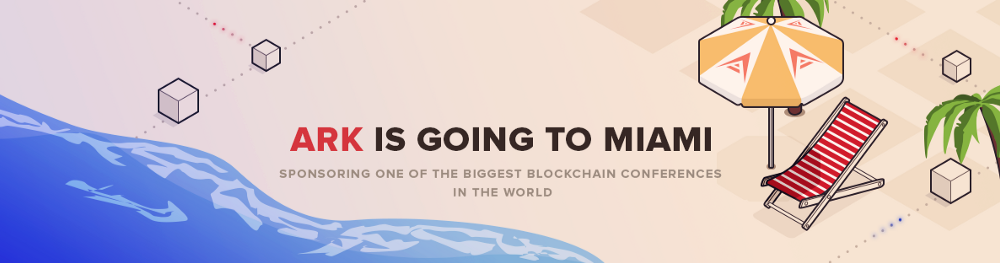 ARK IS GOING TO MIAMI
SPONSORING ONE OF THE BIGGEST BLOCKCHAIN CONFERENCES
IN THE WORLD